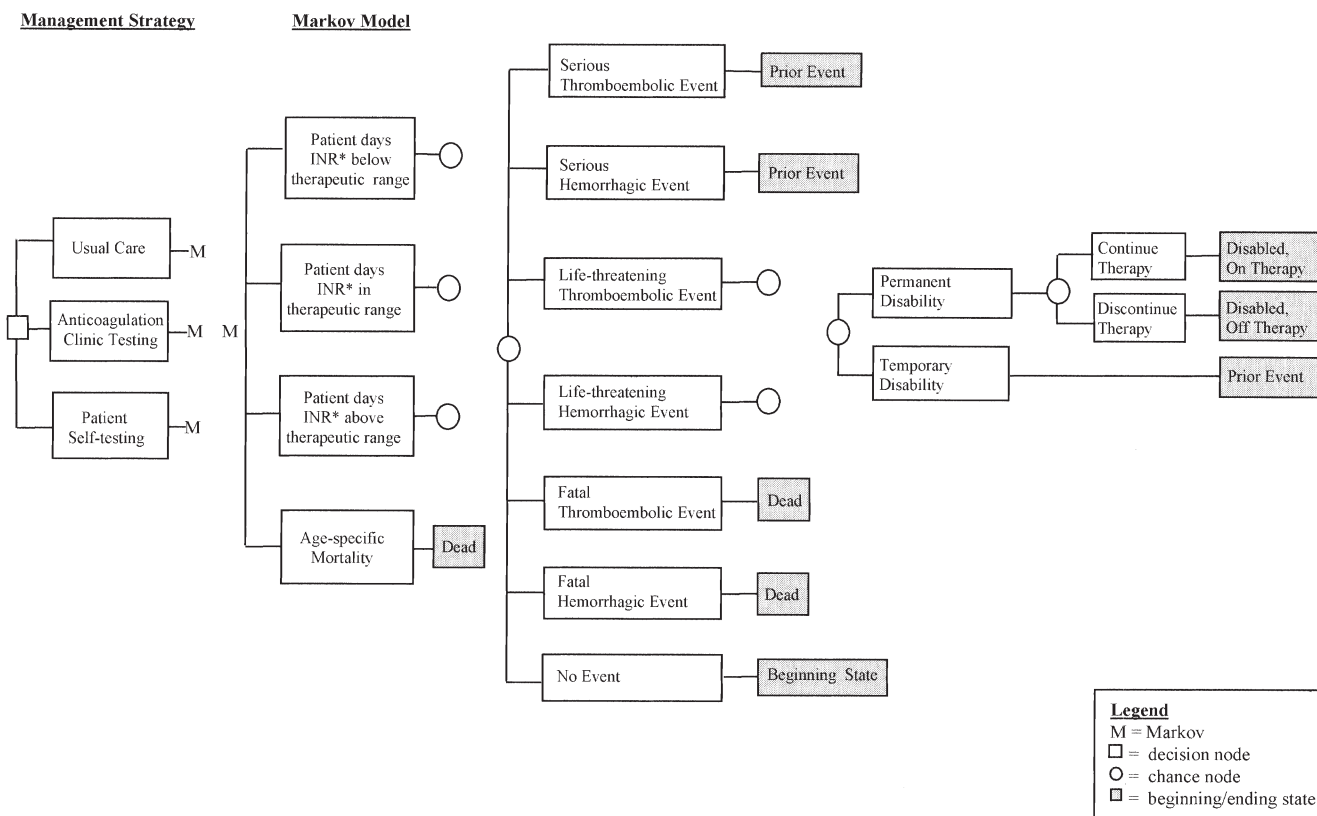 Management Strategy
Markov Model
Usual Care
M
Anticoagulation
Clinic Testing
M
Patient
Self-testing
M
M
Patient days
INR* below
therapeutic range
Patient days
INR* in
therapeutic range
Patient days
INR* above
therapeutic range
Age-specific
Mortality
Dead
Serious
Thromboembolic Event
Prior Event
Serious
Hemorrhagic Event
Prior Event
Life-threatening
Thromboembolic Event
Life-threatening
Hemorrhagic Event
Fatal
Thromboembolic Event
Dead
Fatal
Hemorrhagic Event
Dead
No Event
Beginning State
Permanent
Disability
Temporary
Disability
Continue
Therapy
Disabled,
On Therapy
Discontinue
Therapy
Disabled,
Off Therapy
Prior Event
Legend
M = Markov
= decision node
= chance node
= beginning/ending state